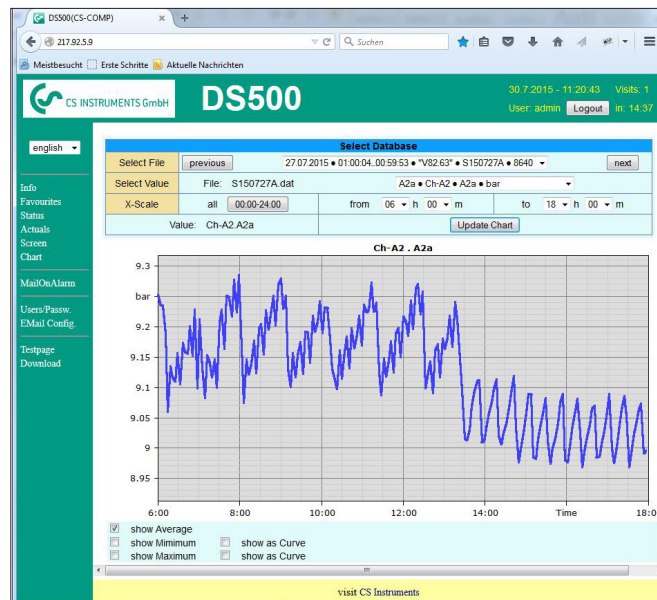 DS500(CS-COMP)
217.92.5.9
Suchen
Meistbesucht Erste Schritte Aktuelle Nachrichten
CS INSTRUMENTS GmbH
DS500
30.7.2015 - 11:20:43 Visits: 1
User: admin Logout in: 14:37
english
Info
Favourites
Status
Actuals
Screen
Chart
MailOnAlarm
Users/Passw.
EMail Config.
Testpage
Download
Select Database
Select File previous 27.07.2015 ● 01:00:04..00:59:53 ● "V82.63" ● S150727A ● 8640 next
Select Value File: S150727A.dat A2a ● Ch-A2 ● A2a ● bar
X-Scale all 00:00-24:00 from 06 h 00 m to 18 h 00 m
Value: Ch-A2.A2a Update Chart
Ch-A2 . A2a
9.3
bar
9.2
9.15
9.1
9.05
9
8.95
6:00 8:00 10:00 12:00 14:00 Time 18:0
show Average
show Minimum show as Curve
show Maximum show as Curve
visit CS Instruments